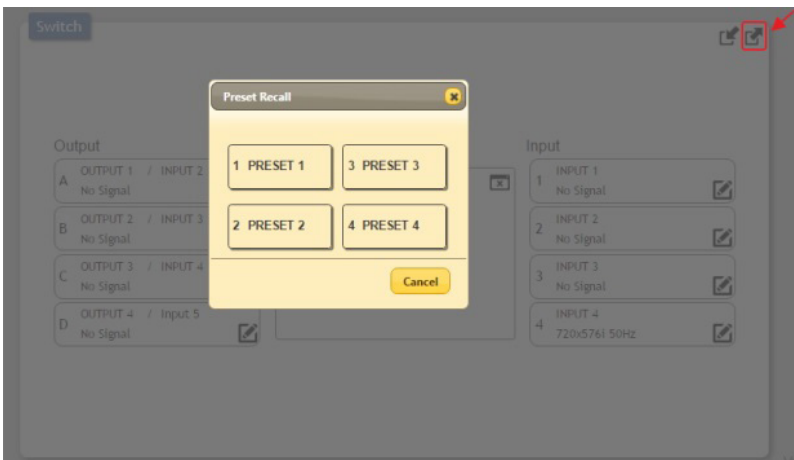 Switch
Preset Recall
1 PRESET 1
3 PRESET 3
2 PRESET 2
4 PRESET 4
Cancel
Output
A OUTPUT 1 / INPUT 2
No Signal
B OUTPUT 2 / INPUT 3
No Signal
C OUTPUT 3 / INPUT 4
No Signal
D OUTPUT 4 / Input 5
No Signal
Input
1 INPUT 1
No Signal
2 INPUT 2
No Signal
3 INPUT 3
No Signal
4 INPUT 4
720x576i 50Hz